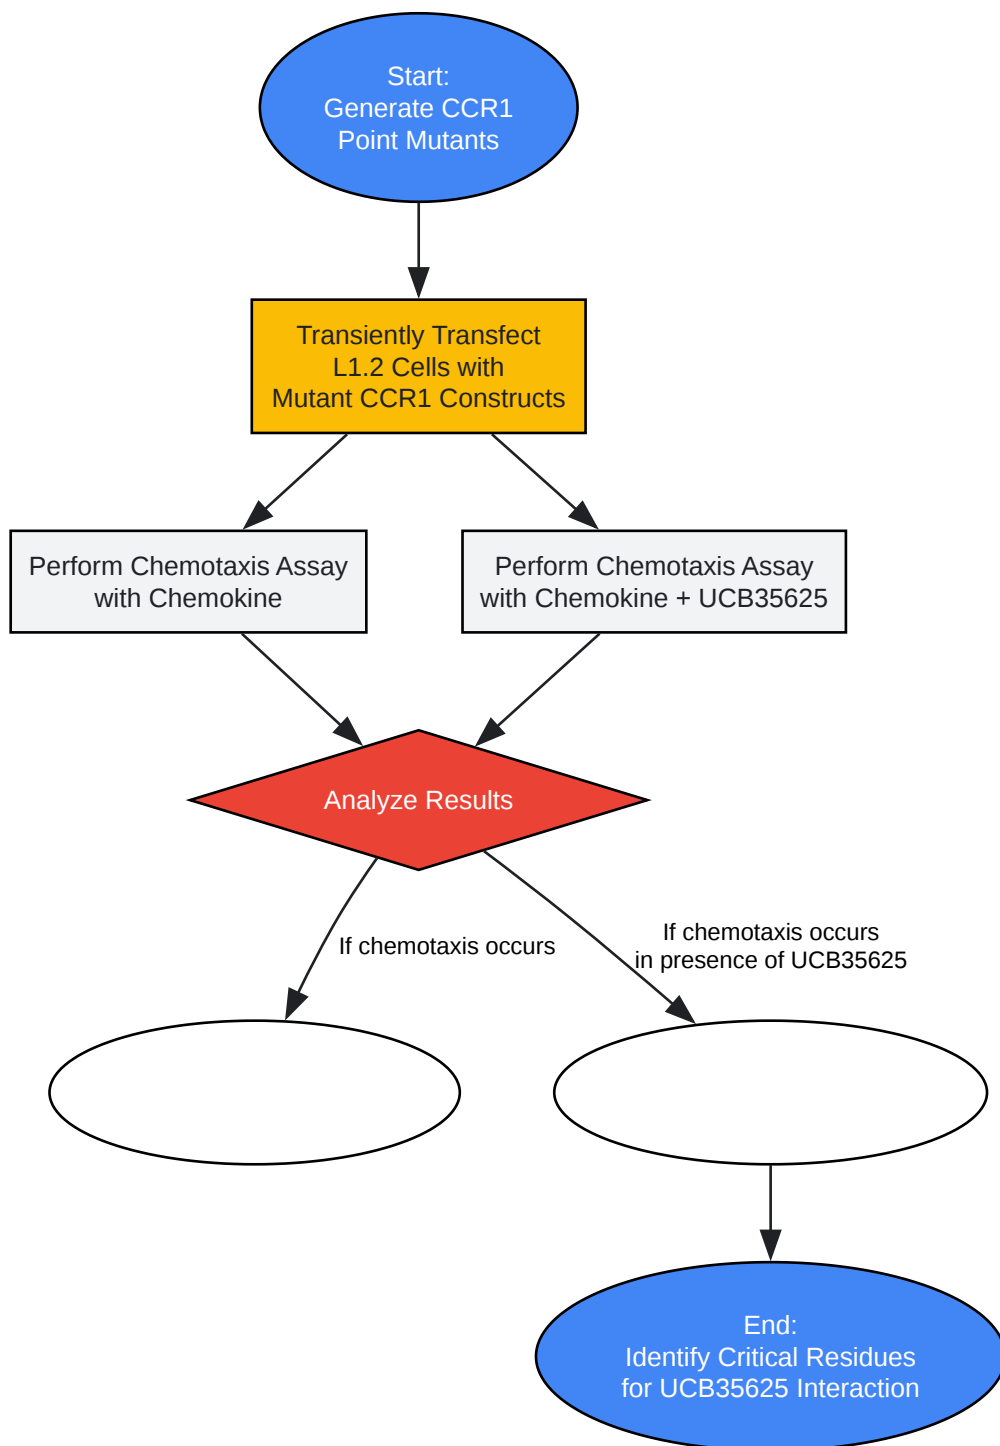 Start:
Generate CCR1
Point Mutants
Transiently Transfect
L1.2 Cells with
Mutant CCR1 Constructs
Perform Chemotaxis Assay
with Chemokine
Perform Chemotaxis Assay
with Chemokine + UCB35625
Analyze Results
If chemotaxis occurs
If chemotaxis occurs
in presence of UCB35625
End:
Identify Critical Residues
for UCB35625 Interaction